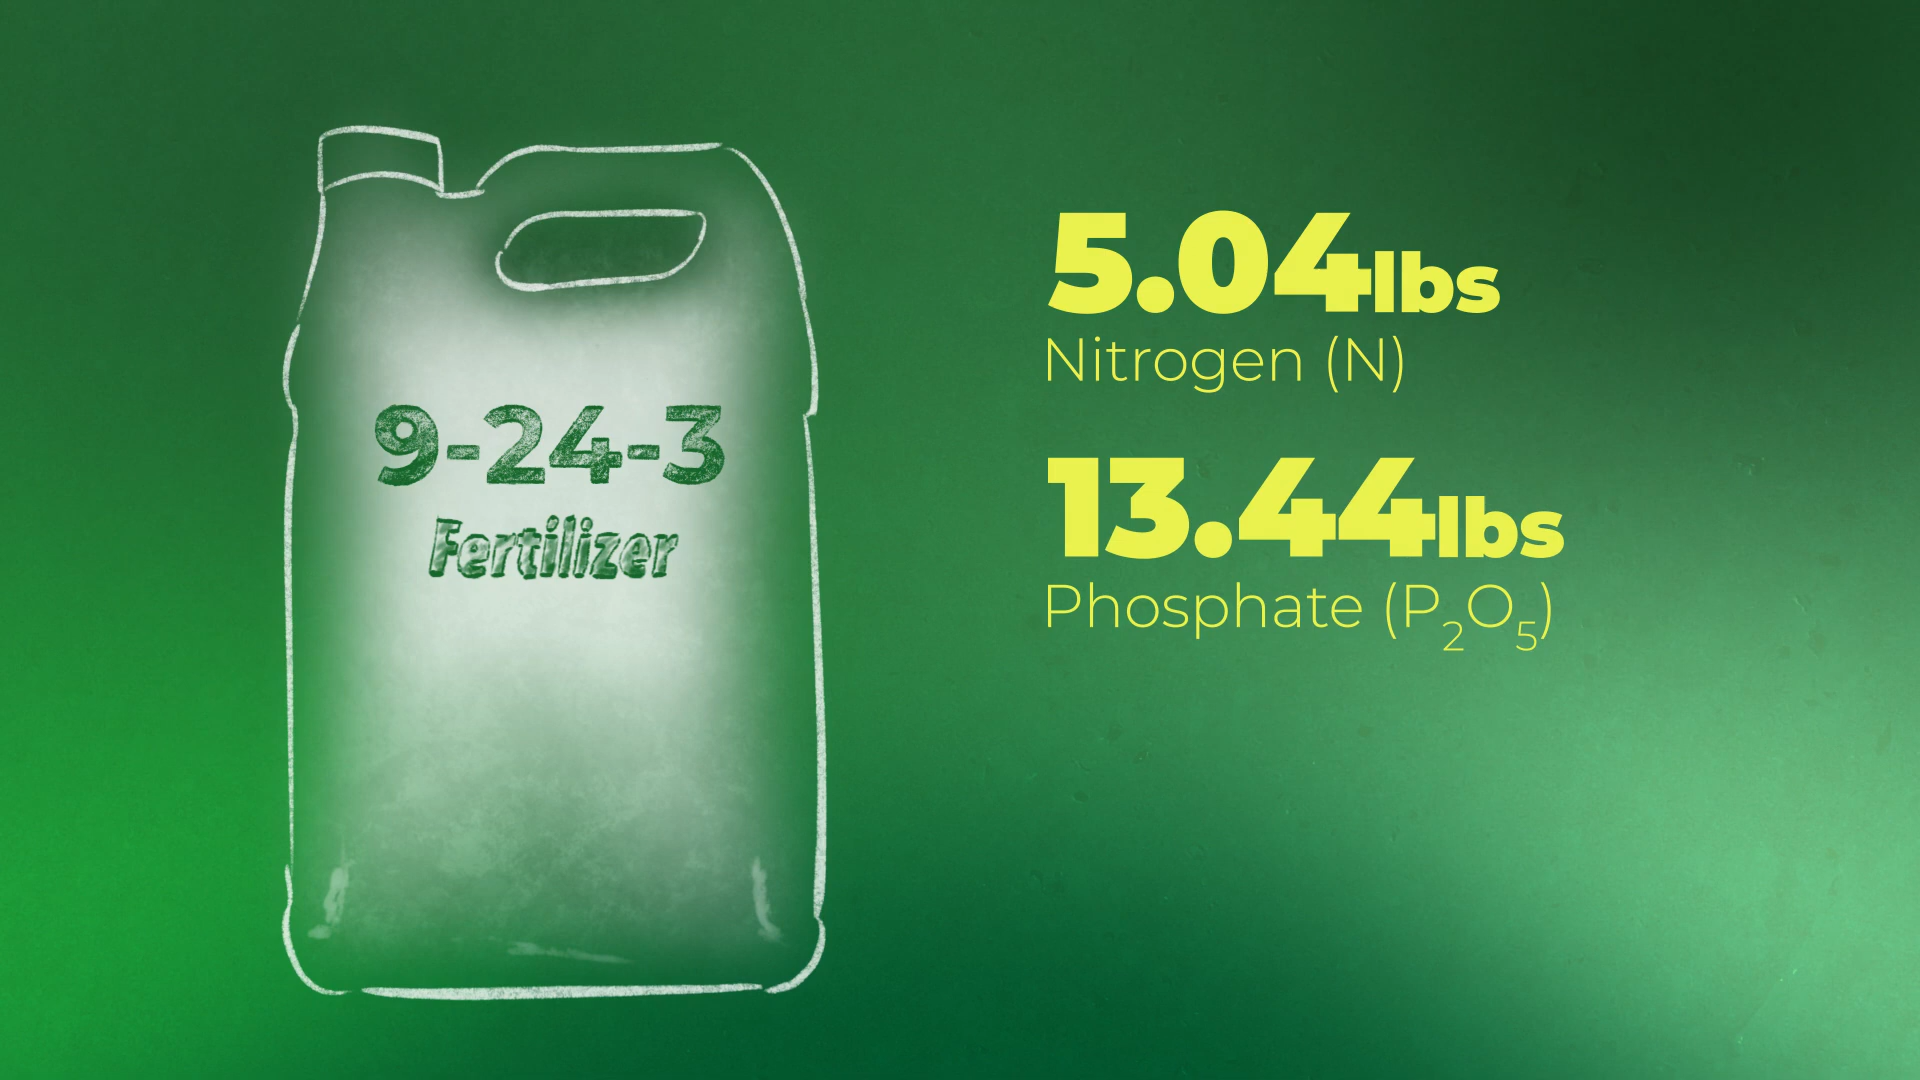 9-24-3
Fertilizer
5.04lbs
Nitrogen (N)
13.44lbs
Phosphate (P₂O₅)